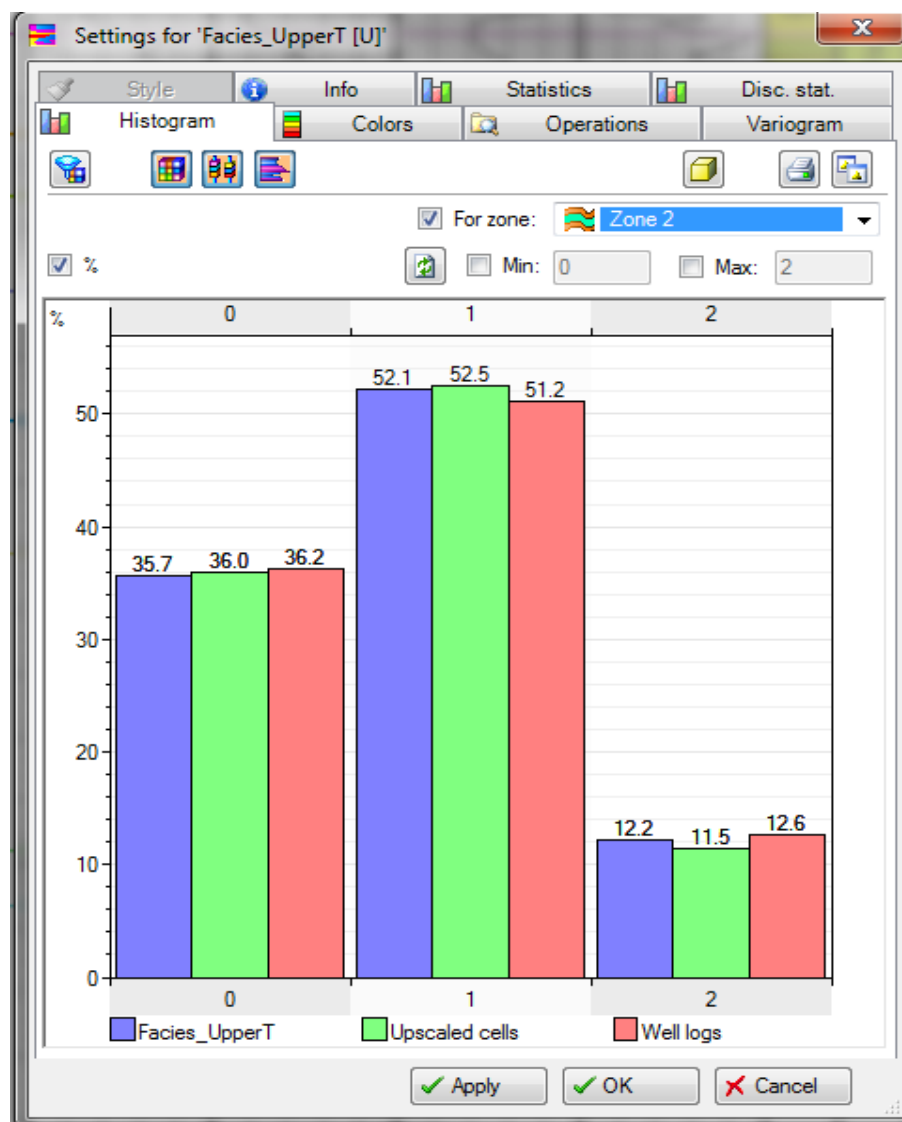 Settings for 'Facies_UpperT [U]'
Style Info Statistics Disc. stat.
Histogram Colors Operations Variogram
For zone: Zone 2
% Min: 0 Max: 2
% 0 1 2
52.1 52.5 51.2
50
40
35.7 36.0 36.2
30
20
12.2 11.5 12.6
10
0
0 1 2
Facies_UpperT Upscaled cells Well logs
Apply OK Cancel